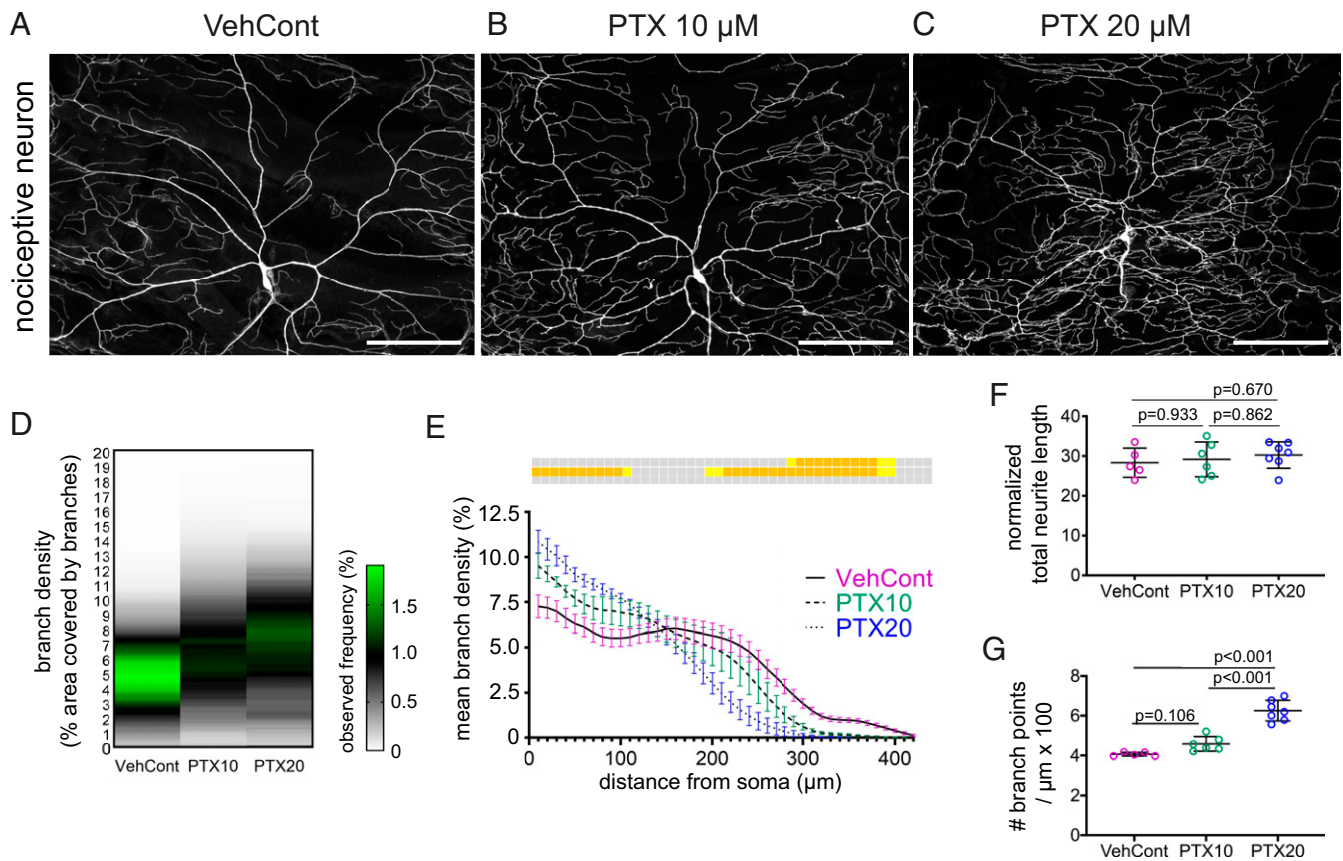 A VehCont
B PTX 10 µM
C PTX 20 µM
nociceptive neuron
D
branch density
(% area covered by branches)
20
19
18
17
16
15
14
13
12
11
10
9
8
7
6
5
4
3
2
1
0
VehCont PTX10 PTX20
observed frequency (%)
1.5
1.0
0.5
0
E
mean branch density (%)
12.5
10.0
7.5
5.0
2.5
0
VehCont
PTX10
PTX20
0 100 200 300 400
distance from soma (µm)
F
normalized
total neurite length
40
30
20
10
0
p=0.670
p=0.933 p=0.862
VehCont PTX10 PTX20
G
# branch points
/ µm x 100
8
6
4
2
0
p<0.001
p<0.001
p=0.106
VehCont PTX10 PTX20